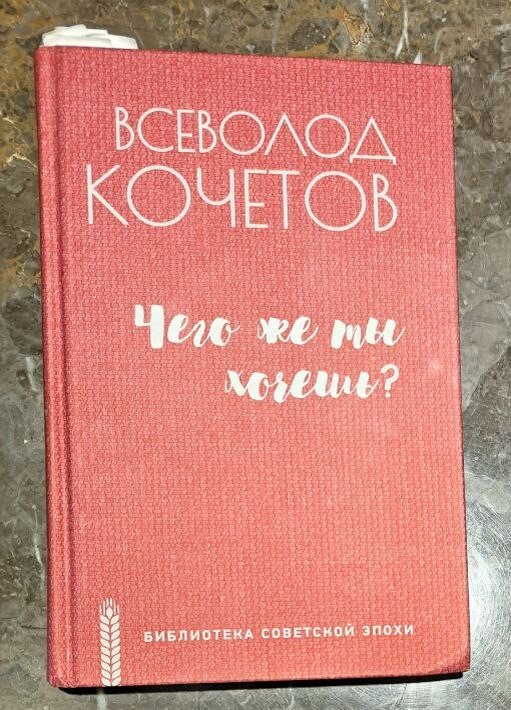 ВСЕВОЛОД
КОЧЕТОВ
Чего же ты
хочешь?
БИБЛИОТЕКА СОВЕТСКОЙ ЭПОХИ